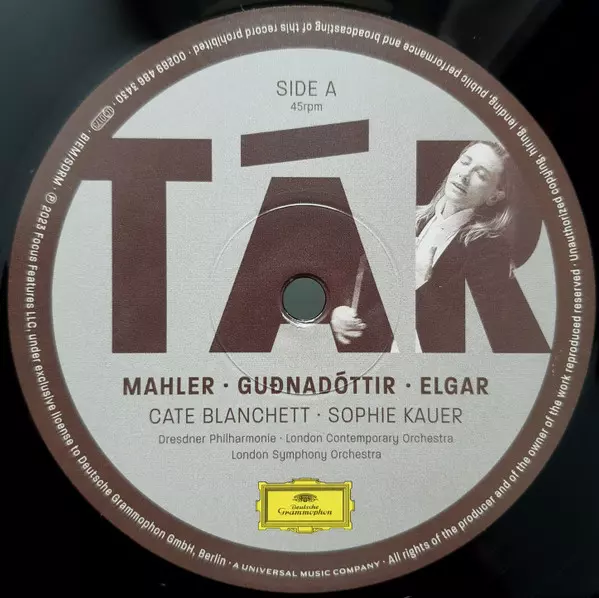 SIDE A
45rpm
TÁR
MAHLER · GUÐNADÓTTIR · ELGAR
CATE BLANCHETT · SOPHIE KAUER
Dresdner Philharmonie · London Contemporary Orchestra
London Symphony Orchestra
Deutsche
Grammophon
℗ 2023 Focus Features LLC, under exclusive license to Deutsche Grammophon GmbH, Berlin · A UNIVERSAL MUSIC COMPANY · All rights of the producer and of the owner of the work reproduced reserved · Unauthorized copying, hiring, lending, public performance and broadcasting of this record prohibited · 00289 486 3430 · BIEM/SDRM ·